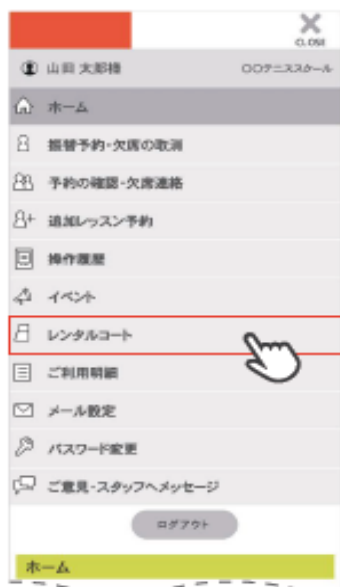 CLOSE
山田 太郎様 〇〇テニススクール
ホーム
振替予約・欠席の取消
予約の確認・欠席連絡
追加レッスン予約
操作履歴
イベント
レンタルコート
ご利用明細
メール設定
パスワード変更
ご意見・スタッフへメッセージ
ログアウト
ホーム